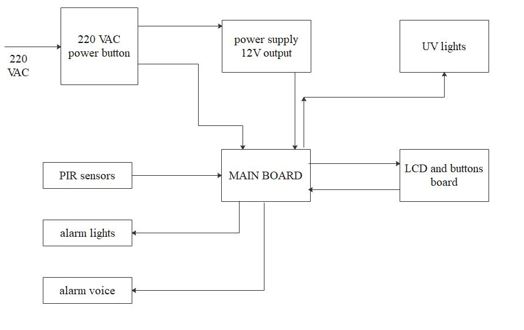 220 VAC
power button
power supply
12V output
UV lights
220
VAC
PIR sensors
MAIN BOARD
LCD and buttons
board
alarm lights
alarm voice